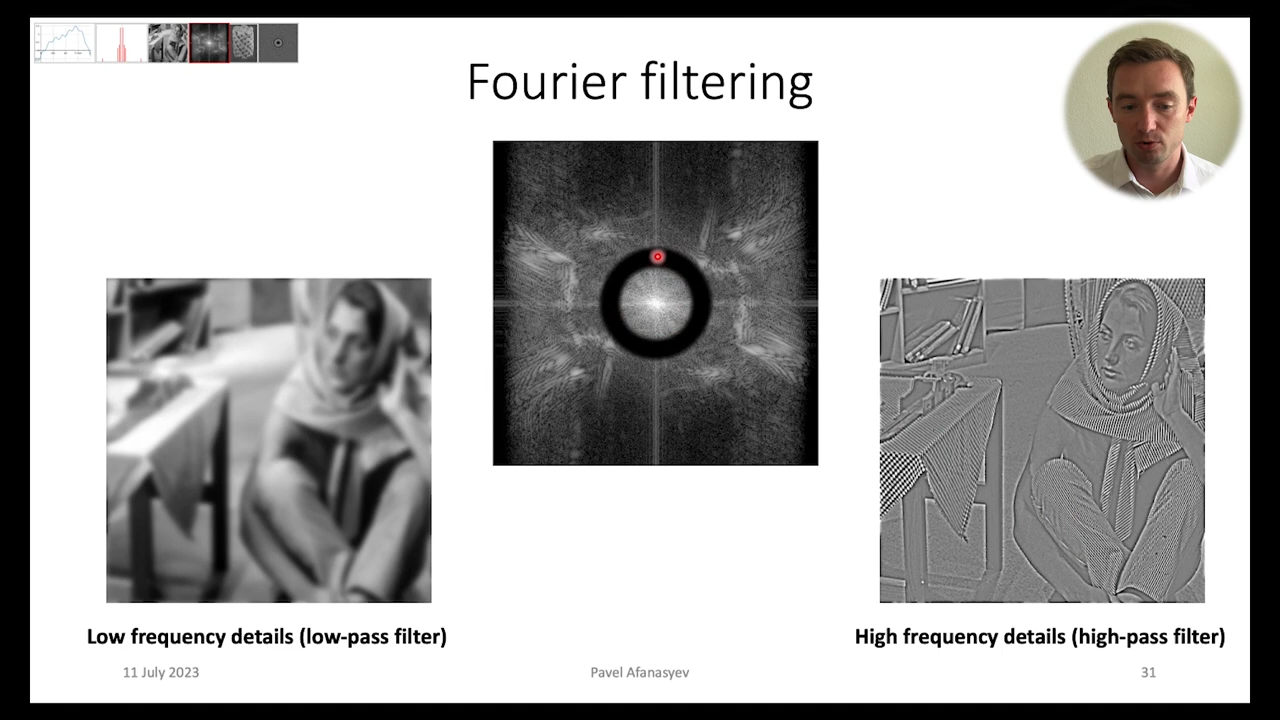 Fourier filtering
Low frequency details (low-pass filter)
High frequency details (high-pass filter)
11 July 2023
Pavel Afanasyev
31